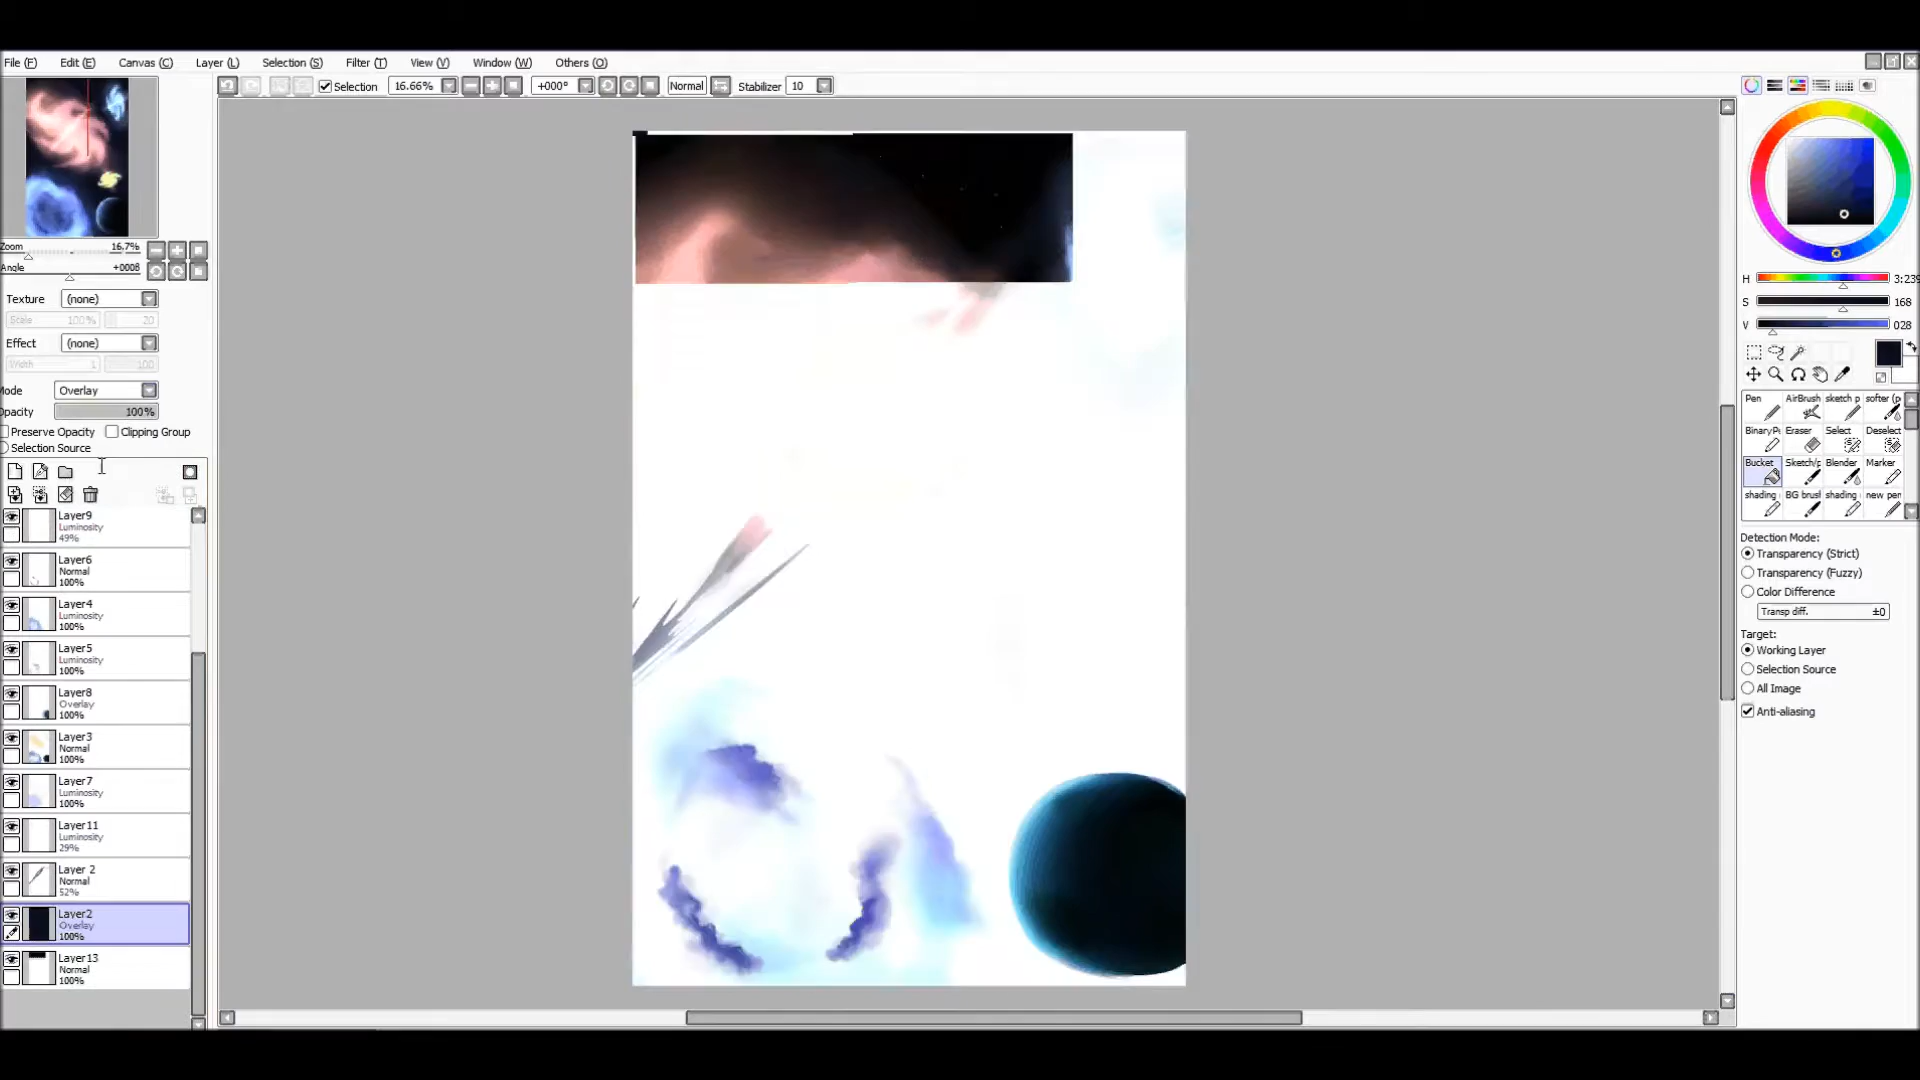 File (F) Edit (E) Canvas (C) Layer (L) Selection (S) Filter (T) View (V) Window (W) Others (O)
Selection 16.66% +000° Normal Stabilizer 10
Zoom 16.7%
Angle +0008
Texture (none)
Scale 100% 20
Effect (none)
Width 1 100
Mode Overlay
Opacity 100%
Preserve Opacity Clipping Group
Selection Source
Layer9
Luminosity
49%
Layer6
Normal
100%
Layer4
Luminosity
100%
Layer5
Luminosity
100%
Layer8
Overlay
100%
Layer3
Normal
100%
Layer7
Luminosity
100%
Layer11
Luminosity
29%
Layer 2
Normal
52%
Layer2
Overlay
100%
Layer13
Normal
100%
H 3:239
S 168
V 028
Pen AirBrush sketch p softer (p
BinaryPe Eraser Select Deselect
Bucket Sketch/p Blender Marker
shading BG brusl shading new pen
Detection Mode:
Transparency (Strict)
Transparency (Fuzzy)
Color Difference
Transp diff. ±0
Target:
Working Layer
Selection Source
All Image
Anti-aliasing